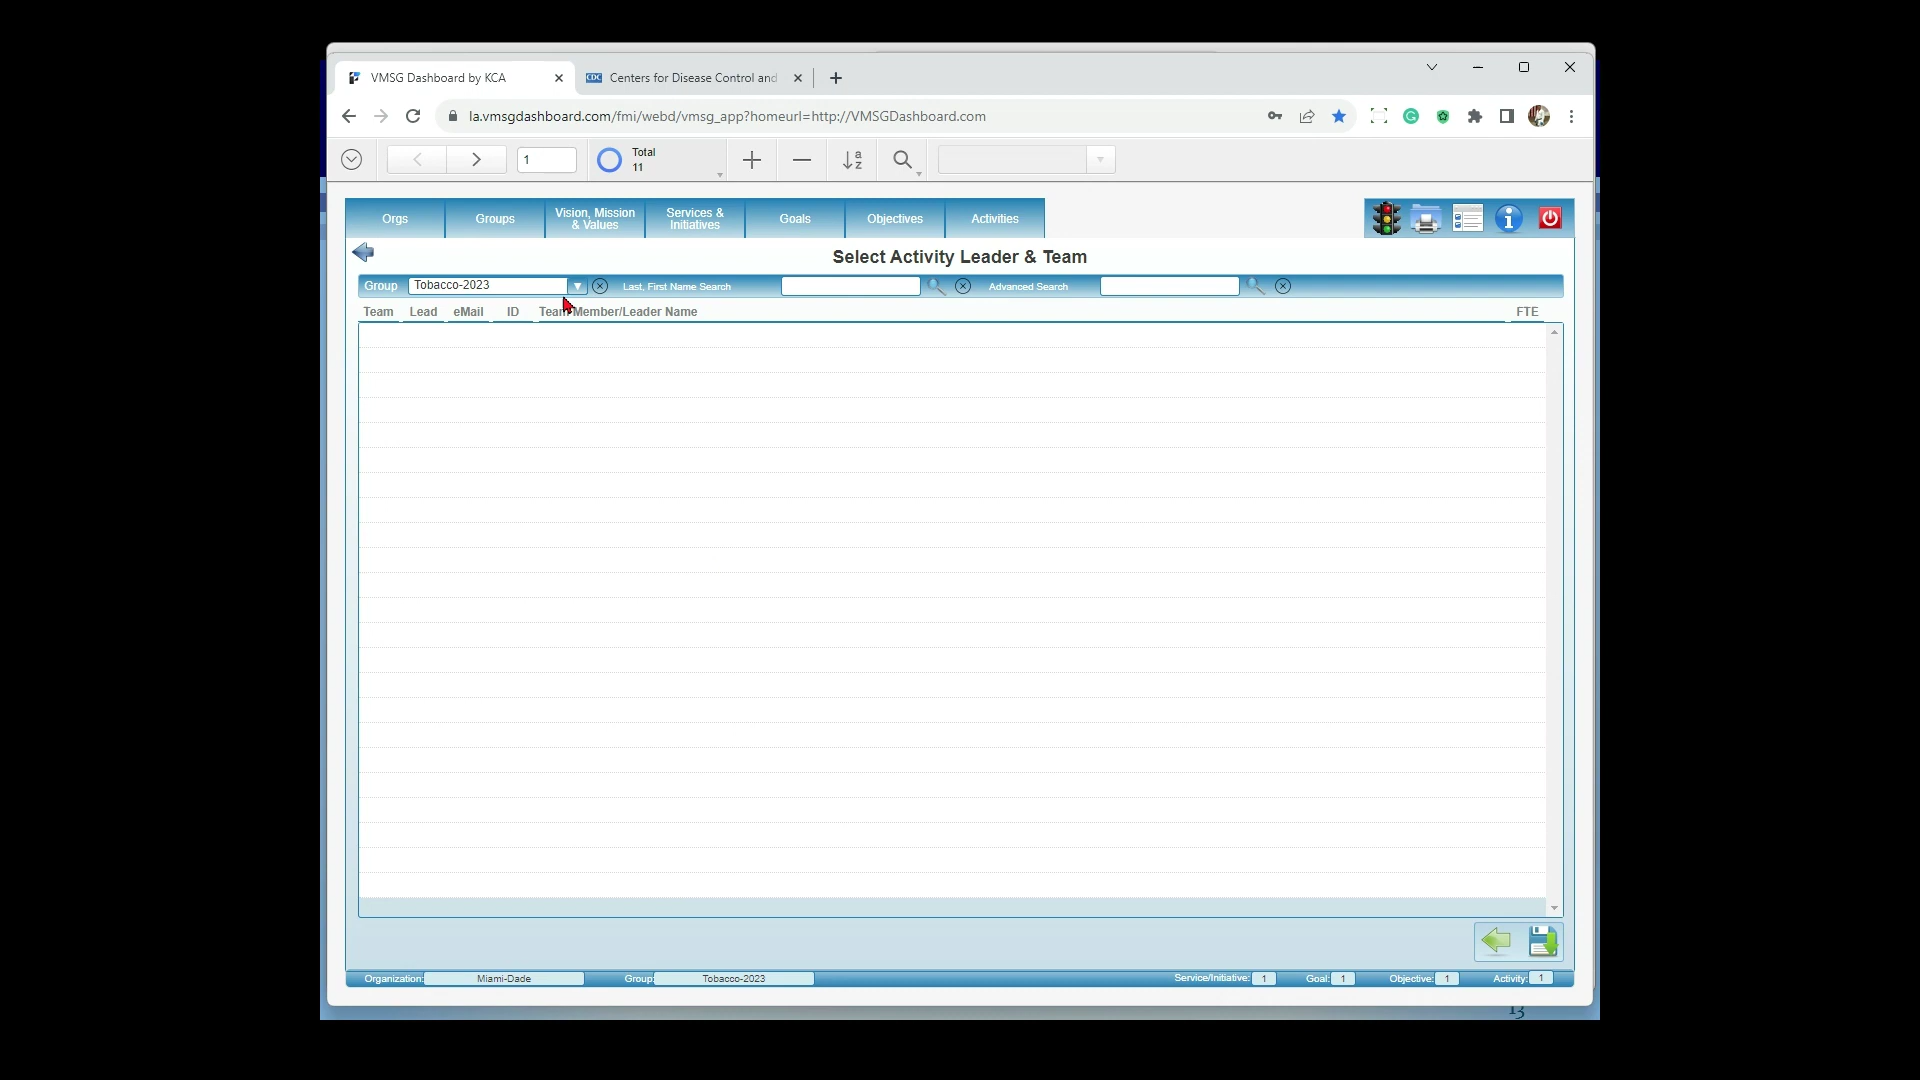 VMSG Dashboard by KCA
Centers for Disease Control and
la.vmsgdashboard.com/fmi/webd/vmsg_app?homeurl=http://VMSGDashboard.com
1
Total
11
Orgs
Groups
Vision, Mission
& Values
Services &
Initiatives
Goals
Objectives
Activities
Select Activity Leader & Team
Group
Tobacco-2023
Last, First Name Search
Advanced Search
Team
Lead
eMail
ID
Team Member/Leader Name
FTE
Organization:
Miami-Dade
Group:
Tobacco-2023
Service/Initiative:
1
Goal:
1
Objective:
1
Activity:
1
13